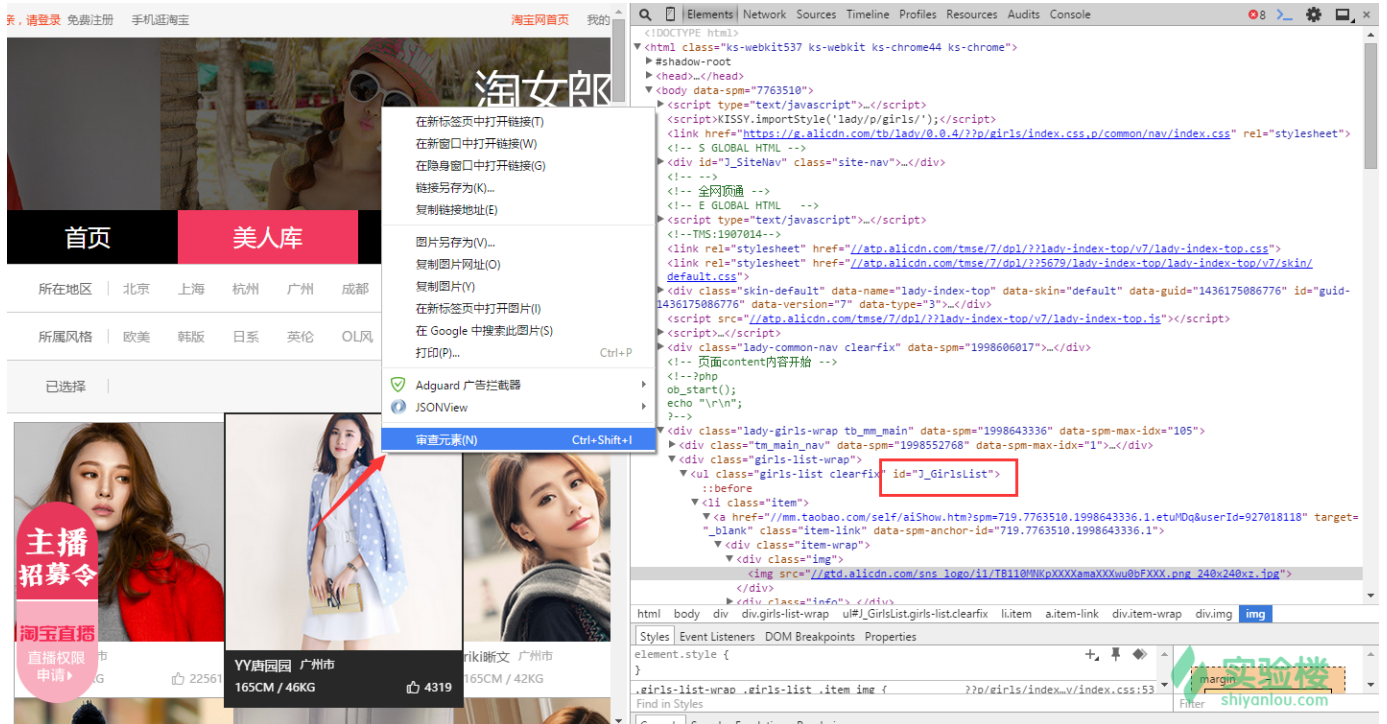 亲，请登录 免费注册 手机逛淘宝 淘宝网首页 我的
淘女郎
首页 美人库
所在地区 北京 上海 杭州 广州 成都
所属风格 欧美 韩版 日系 英伦 OL风
已选择
在新标签页中打开链接(T)
在新窗口中打开链接(W)
在隐身窗口中打开链接(G)
链接另存为(K)...
复制链接地址(E)
图片另存为(V)...
复制图片网址(O)
复制图片(Y)
在新标签页中打开图片(I)
在 Google 中搜索此图片(S)
打印(P)... Ctrl+P
Adguard 广告拦截器
JSONView
审查元素(N) Ctrl+Shift+I
主播
招募令
淘宝直播
直播权限
申请
市
G 22561
YY唐园园 广州市
165CM / 46KG 4319
riki晰文 广州市
165CM / 42KG
Elements Network Sources Timeline Profiles Resources Audits Console 8
<!DOCTYPE html>
<html class="ks-webkit537 ks-webkit ks-chrome44 ks-chrome">
#shadow-root
<head>…</head>
<body data-spm="7763510">
<script type="text/javascript">…</script>
<script>KISSY.importStyle('lady/p/girls/');</script>
<link href="https://g.alicdn.com/tb/lady/0.0.4/??p/girls/index.css,p/common/nav/index.css" rel="stylesheet">
<!-- S GLOBAL HTML -->
<div id="J_SiteNav" class="site-nav">…</div>
<!-- -->
<!-- 全网顶通 -->
<!-- E GLOBAL HTML -->
<script type="text/javascript">…</script>
<!--TMS:1907014-->
<link rel="stylesheet" href="//atp.alicdn.com/tmse/7/dpl/??lady-index-top/v7/lady-index-top.css">
<link rel="stylesheet" href="//atp.alicdn.com/tmse/7/dpl/??5679/lady-index-top/lady-index-top/v7/skin/
default.css">
<div class="skin-default" data-name="lady-index-top" data-skin="default" data-guid="1436175086776" id="guid-
1436175086776" data-version="7" data-type="3">…</div>
<script src="//atp.alicdn.com/tmse/7/dpl/??lady-index-top/v7/lady-index-top.js"></script>
<script>…</script>
<div class="lady-common-nav clearfix" data-spm="1998606017">…</div>
<!-- 页面content内容开始 -->
<!--?php
ob_start();
echo "\r\n";
?-->
<div class="lady-girls-wrap tb_mm_main" data-spm="1998643336" data-spm-max-idx="105">
<div class="tm_main_nav" data-spm="1998552768" data-spm-max-idx="1">…</div>
<div class="girls-list-wrap">
<ul class="girls-list clearfix" id="J_GirlsList">
::before
<li class="item">
<a href="//mm.taobao.com/self/aiShow.htm?spm=719.7763510.1998643336.1.etuMDq&userId=927018118" target=
"_blank" class="item-link" data-spm-anchor-id="719.7763510.1998643336.1">
<div class="item-wrap">
<div class="img">
<img src="//gtd.alicdn.com/sns_logo/i1/TB110MNKpXXXXamaXXXwu0bFXXX.png_240x240xz.jpg">
</div>
<div class="info">…</div>
html body div div.girls-list-wrap ul#J_GirlsList.girls-list.clearfix li.item a.item-link div.item-wrap div.img img
Styles Event Listeners DOM Breakpoints Properties
element.style {
}
.girls-list-wrap .girls-list .item img { ??p/girls/index…v/index.css:53
margin
Find in Styles Filter
实验楼
shiyanlou.com